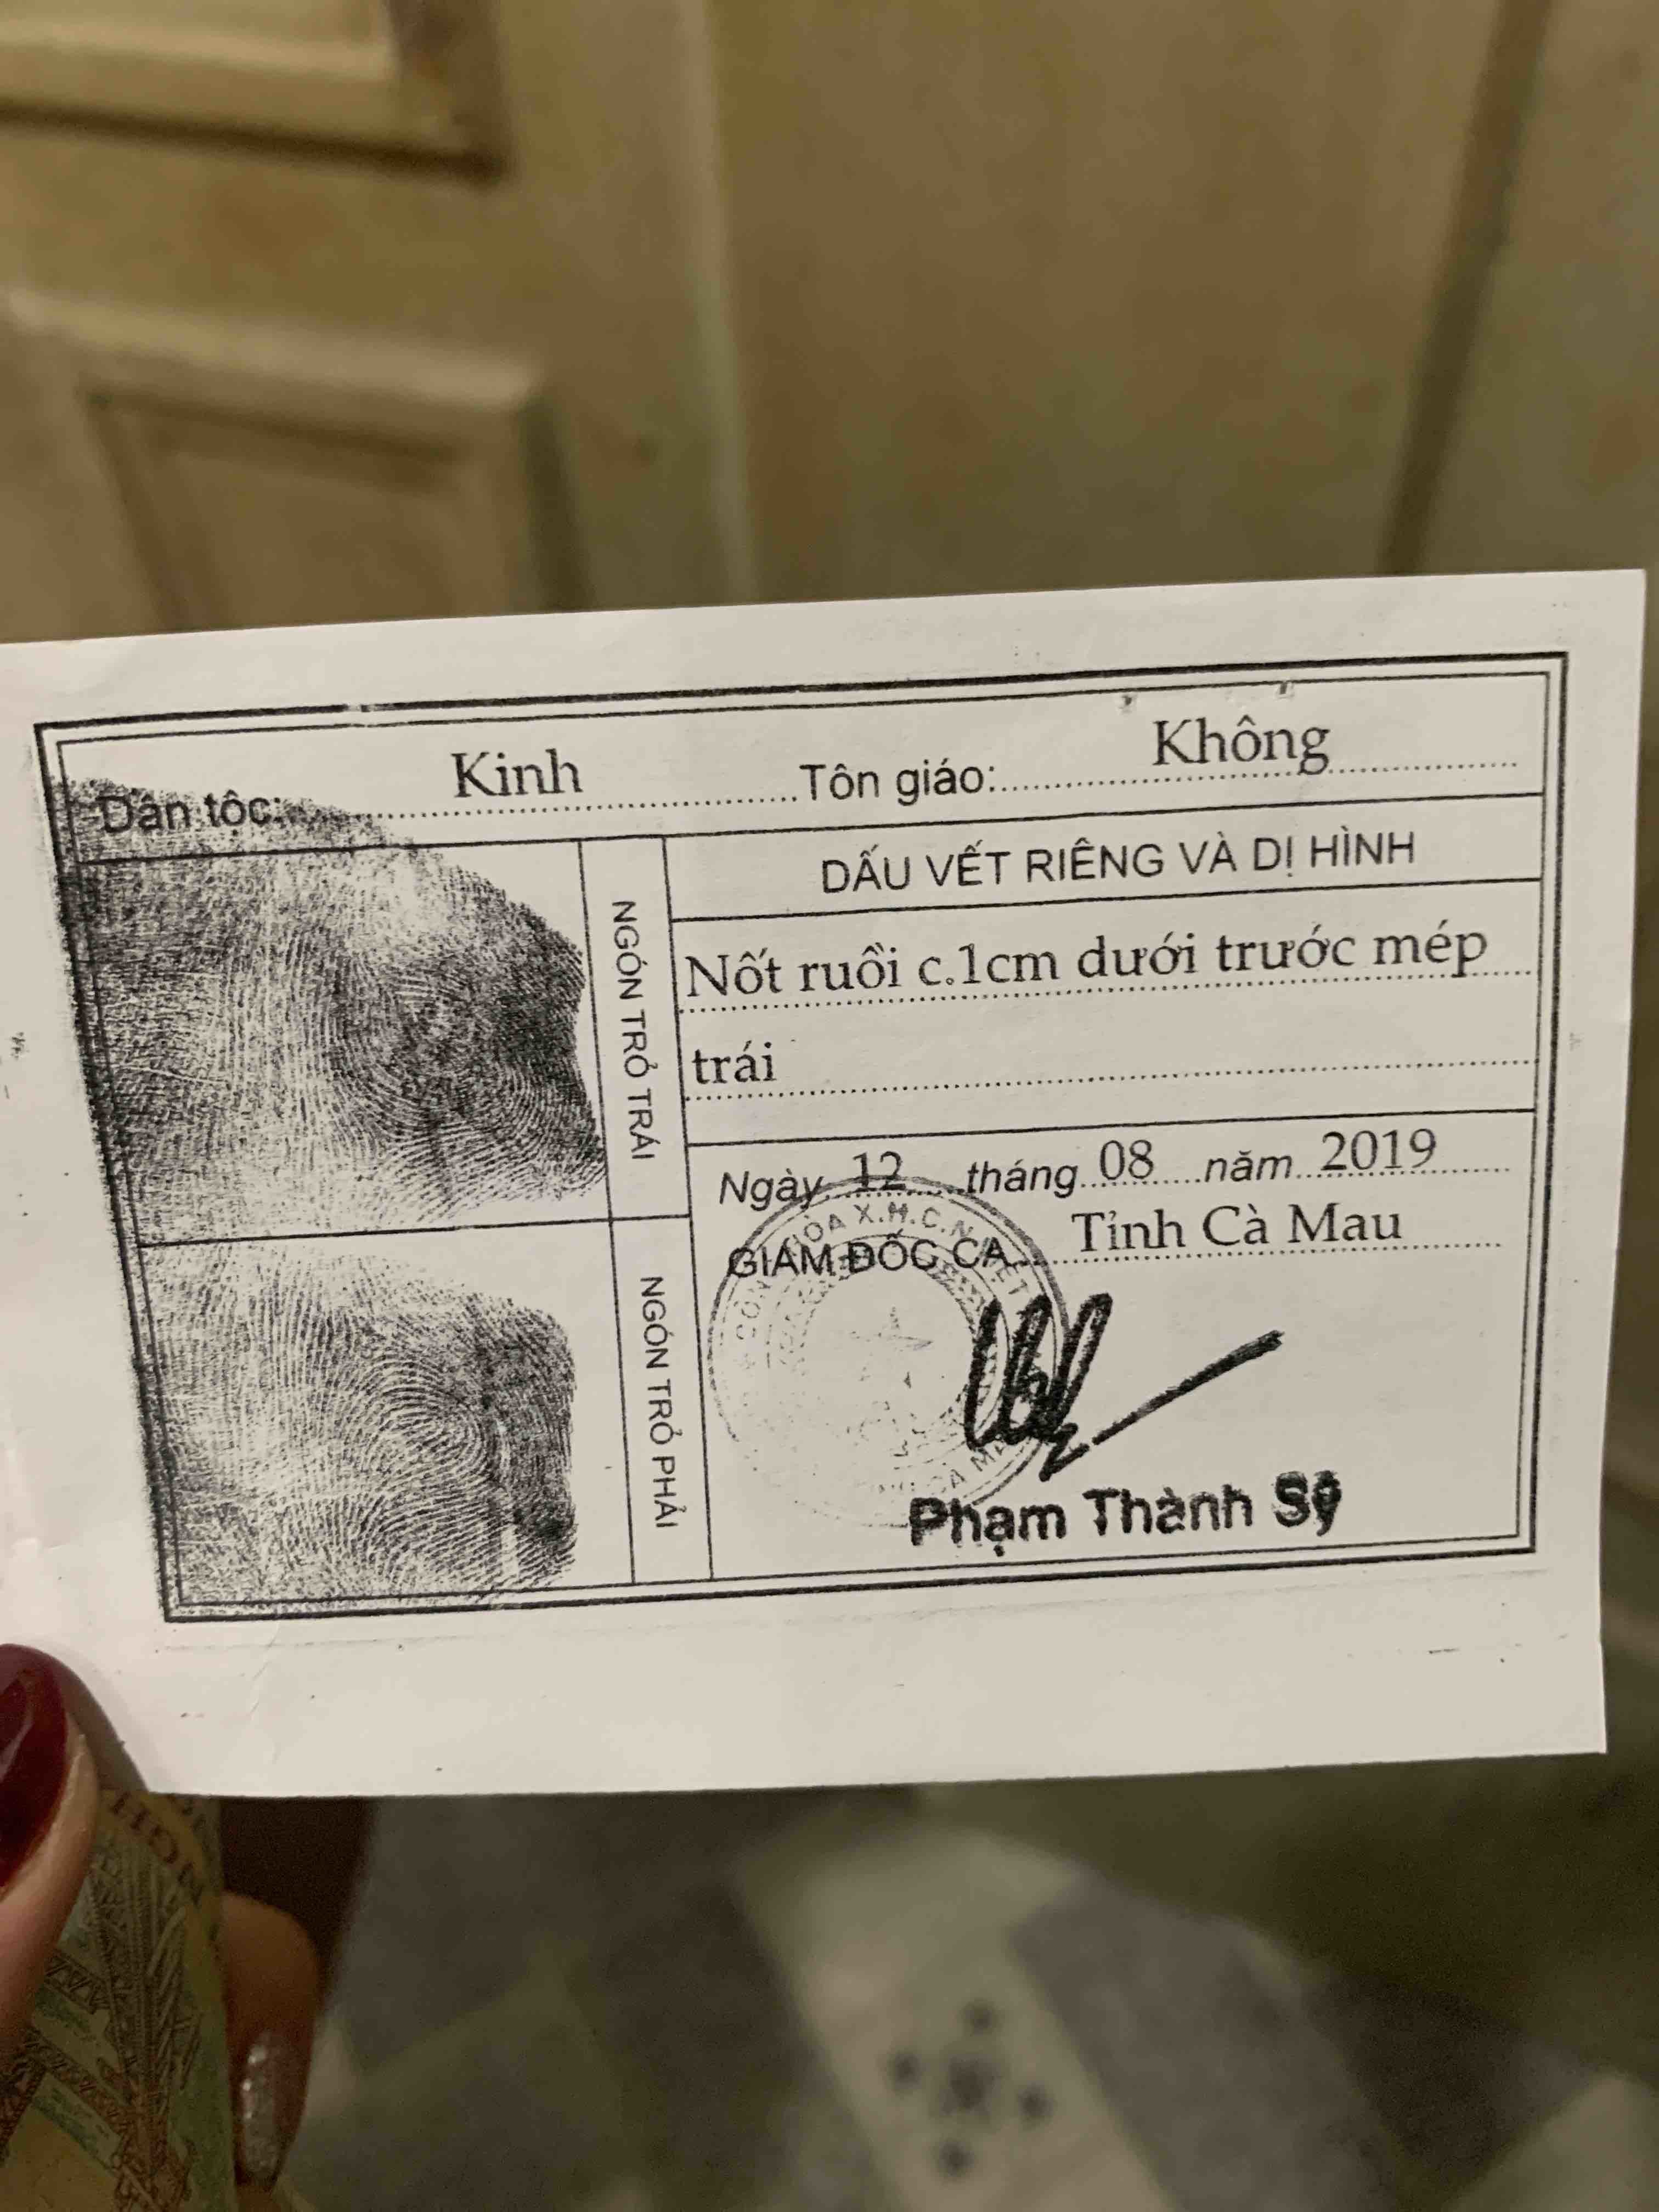 Dân tộc: Kinh Tôn giáo: Không
NGÓN TRỎ TRÁI
DẤU VẾT RIÊNG VÀ DỊ HÌNH
Nốt ruồi c.1cm dưới trước mép
trái
Ngày 12 tháng 08 năm 2019
GIÁM ĐỐC CA Tỉnh Cà Mau
NGÓN TRỎ PHẢI
HÒA X.H.C.N VIỆT
Phạm Thành Sỹ